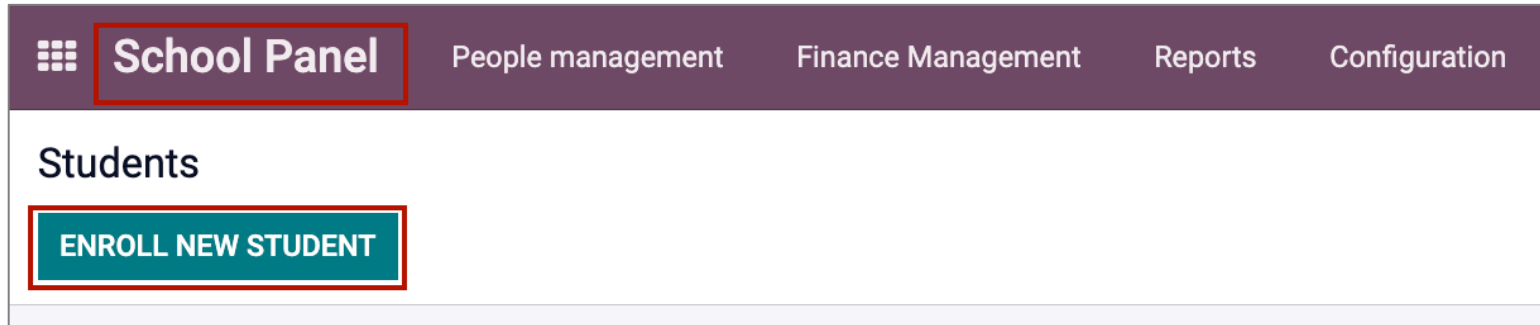 School Panel People management Finance Management Reports Configuration
Students
ENROLL NEW STUDENT